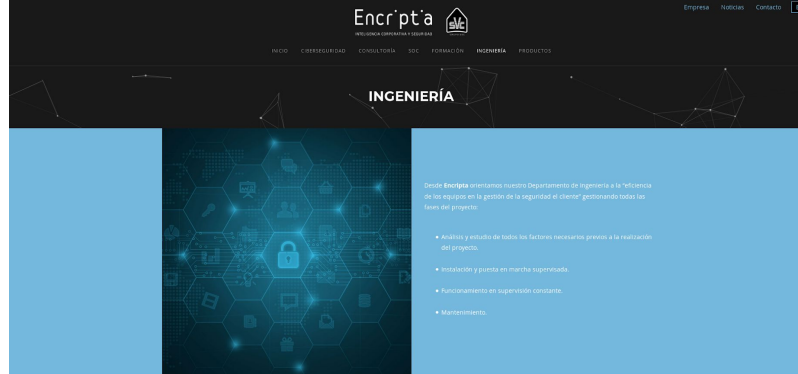 Empresa Noticias Contacto
Encripta
INTELIGENCIA CORPORATIVA Y SEGURIDAD
SVC
INICIO CIBERSEGURIDAD CONSULTORÍA SOC FORMACIÓN INGENIERÍA PRODUCTOS
INGENIERÍA
Desde Encripta orientamos nuestro Departamento de Ingeniería a la "eficiencia
de los equipos en la gestión de la seguridad el cliente" gestionando todas las
fases del proyecto:
Análisis y estudio de todos los factores necesarios previos a la realización
del proyecto.
Instalación y puesta en marcha supervisada.
Funcionamiento en supervisión constante.
Mantenimiento.